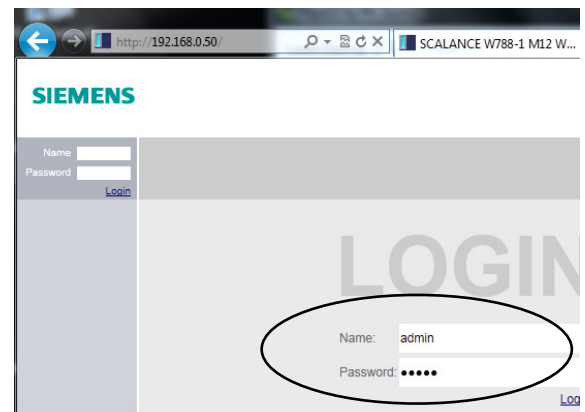 http://192.168.0.50/
SCALANCE W788-1 M12 W...
SIEMENS
Name
Password
Login
LOGIN
Name: admin
Password: •••••